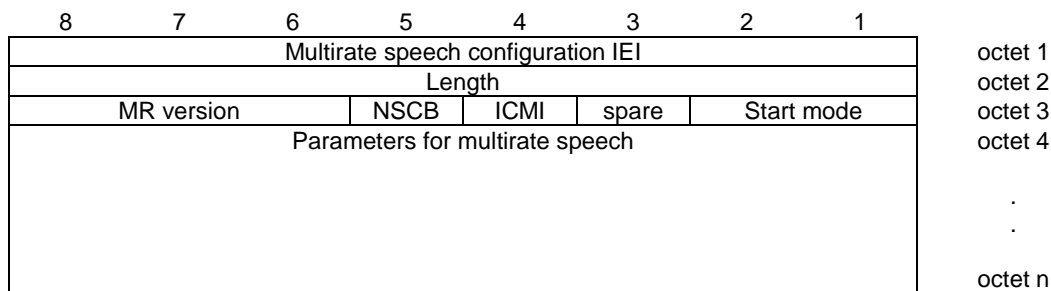 8 7 6 5 4 3 2 1
Multirate speech configuration IEI octet 1
Length octet 2
MR version NSCB ICMI spare Start mode octet 3
Parameters for multirate speech octet 4
.
.
octet n